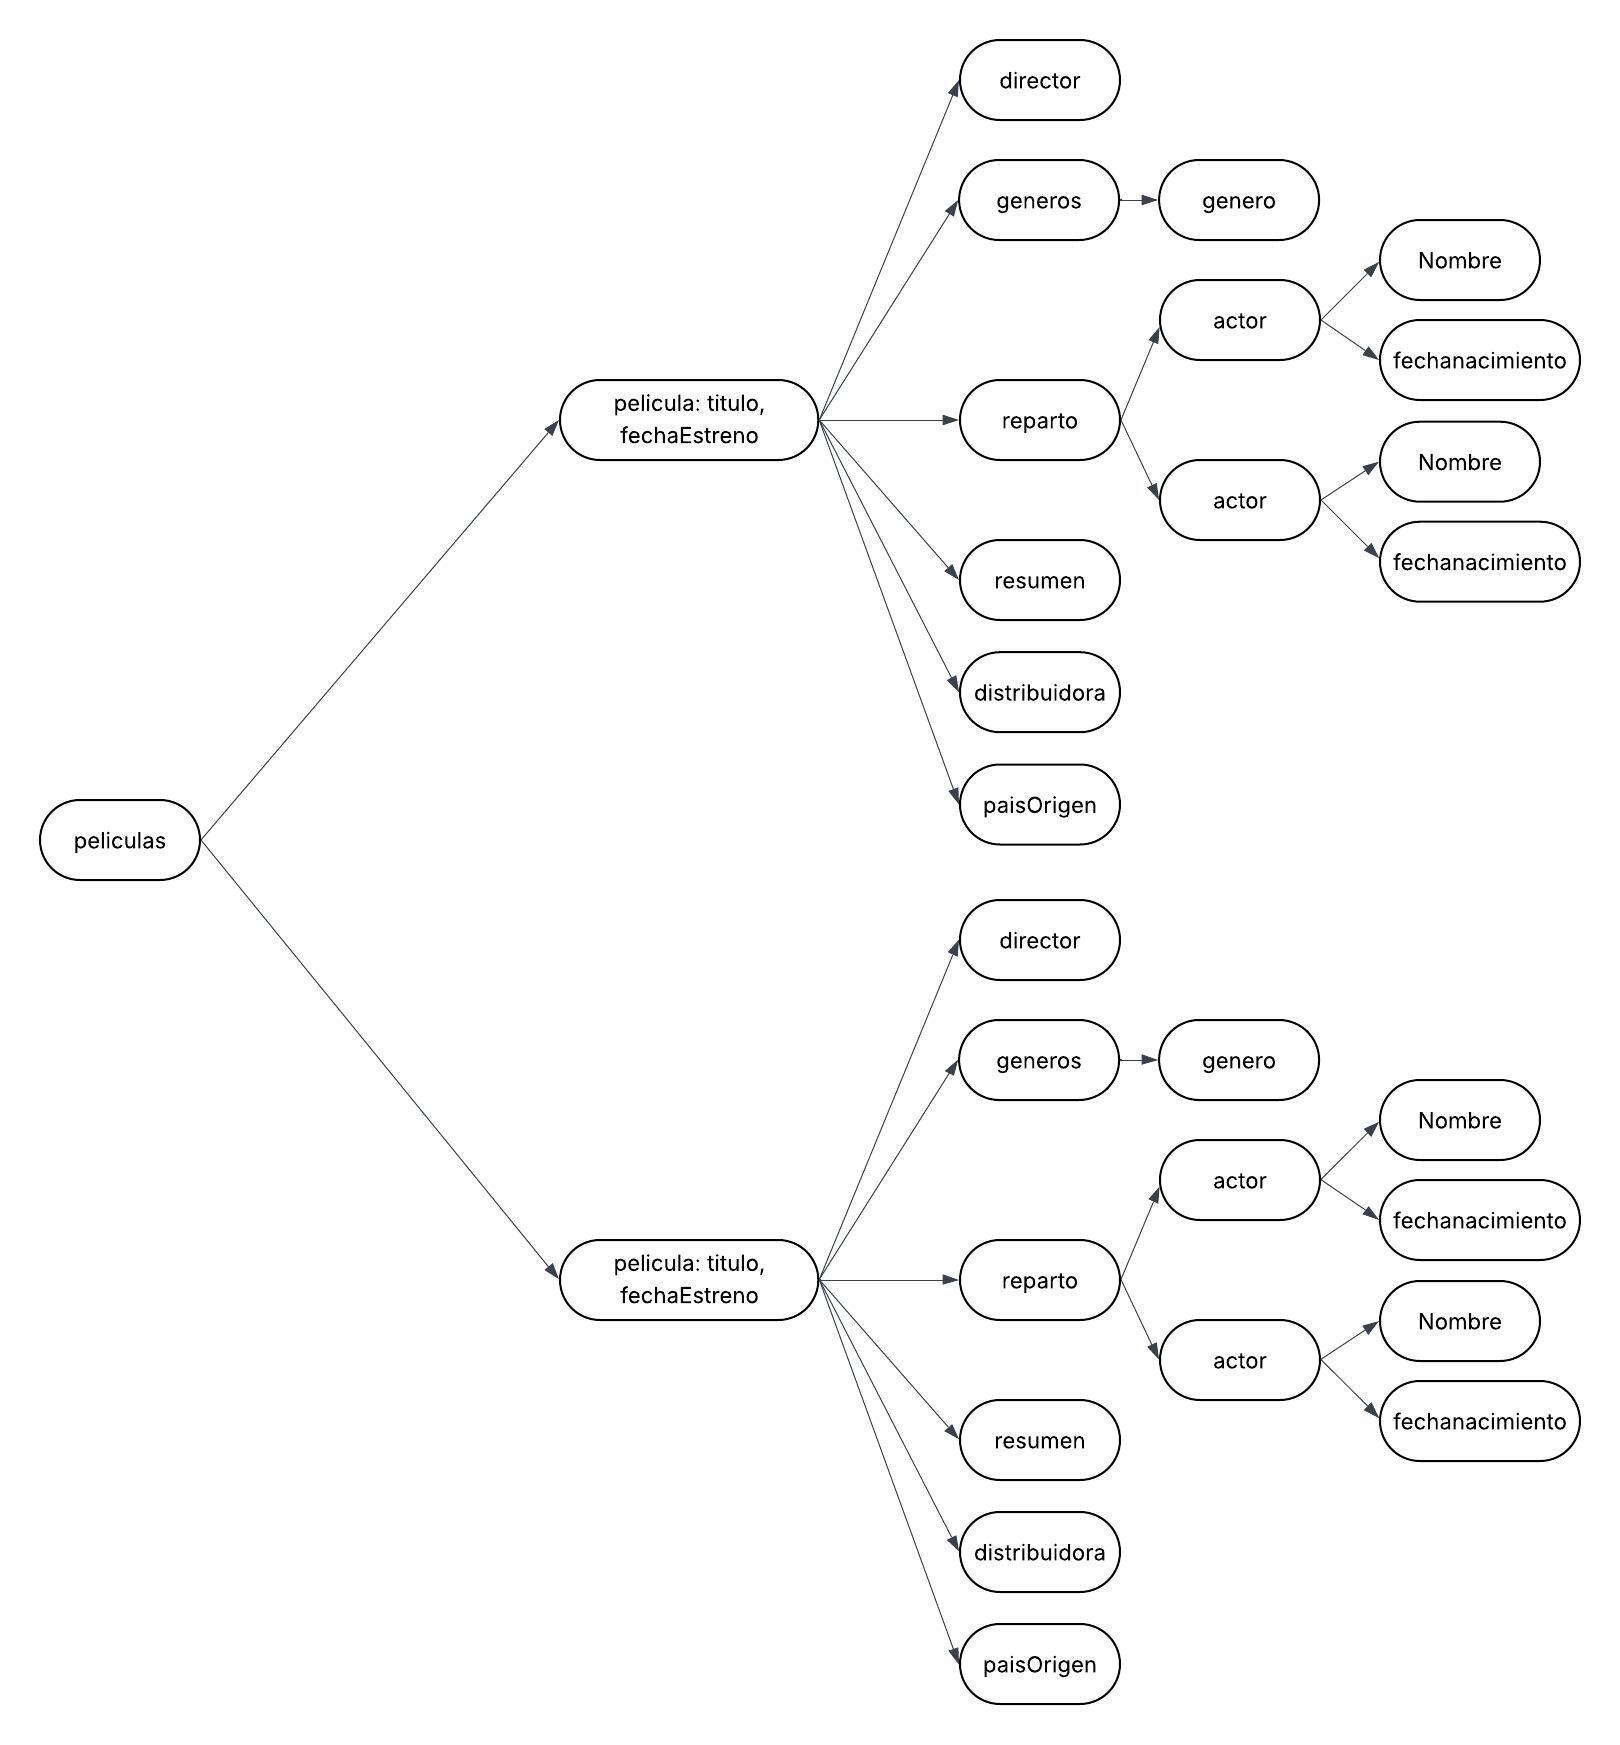 peliculas
pelicula: titulo,
fechaEstreno
director
generos
genero
reparto
actor
Nombre
fechanacimiento
actor
Nombre
fechanacimiento
resumen
distribuidora
paisOrigen
pelicula: titulo,
fechaEstreno
director
generos
genero
reparto
actor
Nombre
fechanacimiento
actor
Nombre
fechanacimiento
resumen
distribuidora
paisOrigen